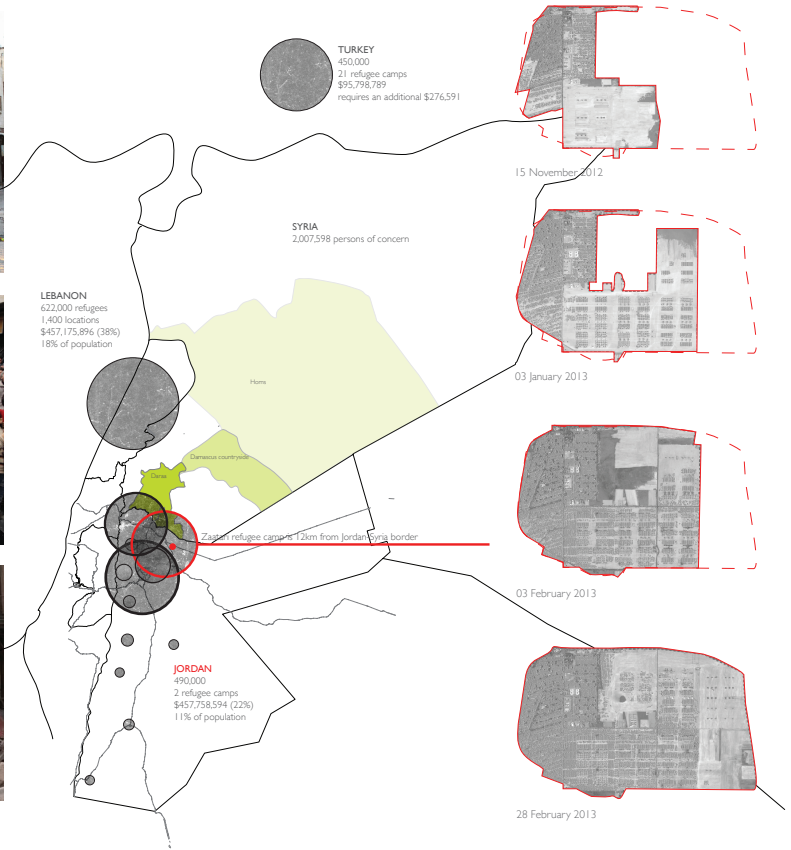 TURKEY
450,000
21 refugee camps
$95,798,789
requires an additional $276,591
15 November 2012
SYRIA
2,007,598 persons of concern
LEBANON
622,000 refugees
1,400 locations
$457,175,896 (38%)
18% of population
03 January 2013
Homs
Damascus countryside
Deraa
Zaatari refugee camp is 12km from Jordan-Syria border
03 February 2013
JORDAN
490,000
2 refugee camps
$457,758,594 (22%)
11% of population
28 February 2013